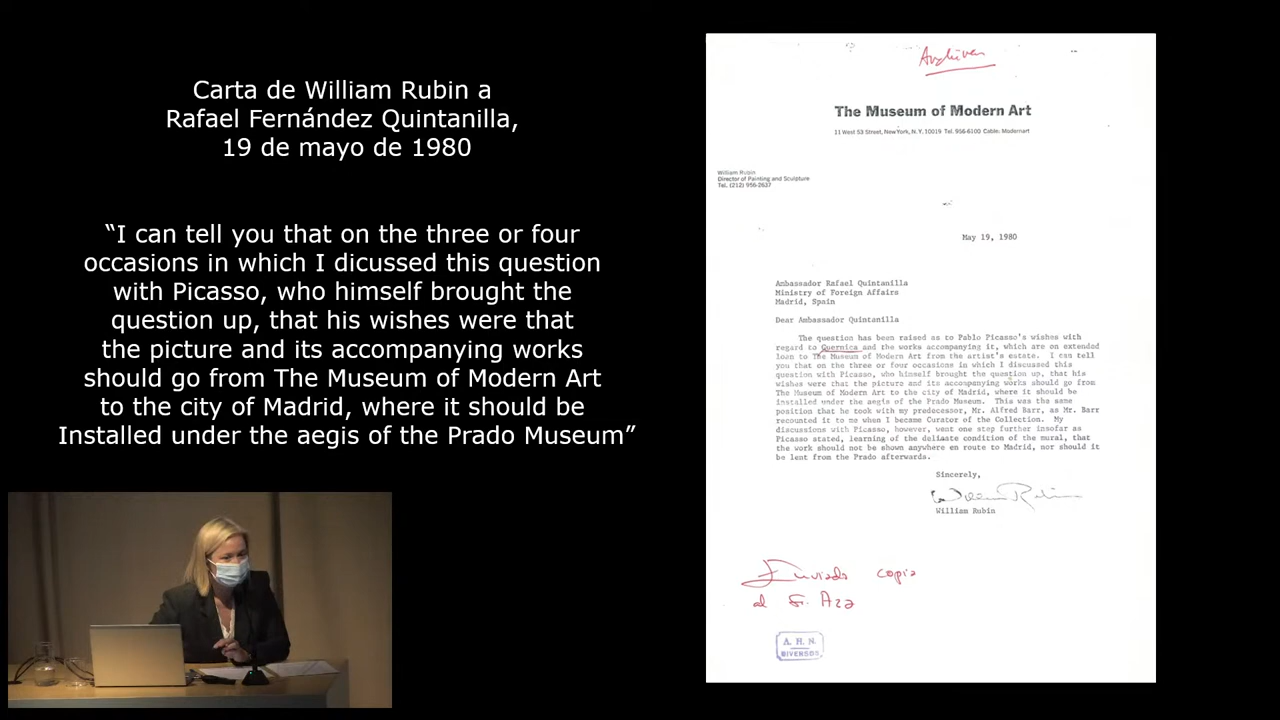 Carta de William Rubin a
Rafael Fernández Quintanilla,
19 de mayo de 1980
“I can tell you that on the three or four
occasions in which I dicussed this question
with Picasso, who himself brought the
question up, that his wishes were that
the picture and its accompanying works
should go from The Museum of Modern Art
to the city of Madrid, where it should be
Installed under the aegis of the Prado Museum”
Archivar
The Museum of Modern Art
11 West 53 Street, New York, N.Y. 10019 Tel. 956-6100 Cable: Modernart
William Rubin
Director of Painting and Sculpture
Tel. (212) 956-2637
May 19, 1980
Ambassador Rafael Quintanilla
Ministry of Foreign Affairs
Madrid, Spain
Dear Ambassador Quintanilla
The question has been raised as to Pablo Picasso's wishes with
regard to Guernica and the works accompanying it, which are on extended
loan to The Museum of Modern Art from the artist's estate. I can tell
you that on the three or four occasions in which I discussed this
question with Picasso, who himself brought the question up, that his
wishes were that the picture and its accompanying works should go from
The Museum of Modern Art to the city of Madrid, where it should be
installed under the aegis of the Prado Museum. This was the same
position that he took with my predecessor, Mr. Alfred Barr, as Mr. Barr
recounted it to me when I became Curator of the Collection. My
discussions with Picasso, however, went one step further insofar as
Picasso stated, learning of the delicate condition of the mural, that
the work should not be shown anywhere en route to Madrid, nor should it
be lent from the Prado afterwards.
Sincerely,
William Rubin
William Rubin
Enviada copia
al Sr. Aza
A. H. N.
DIVERSOS